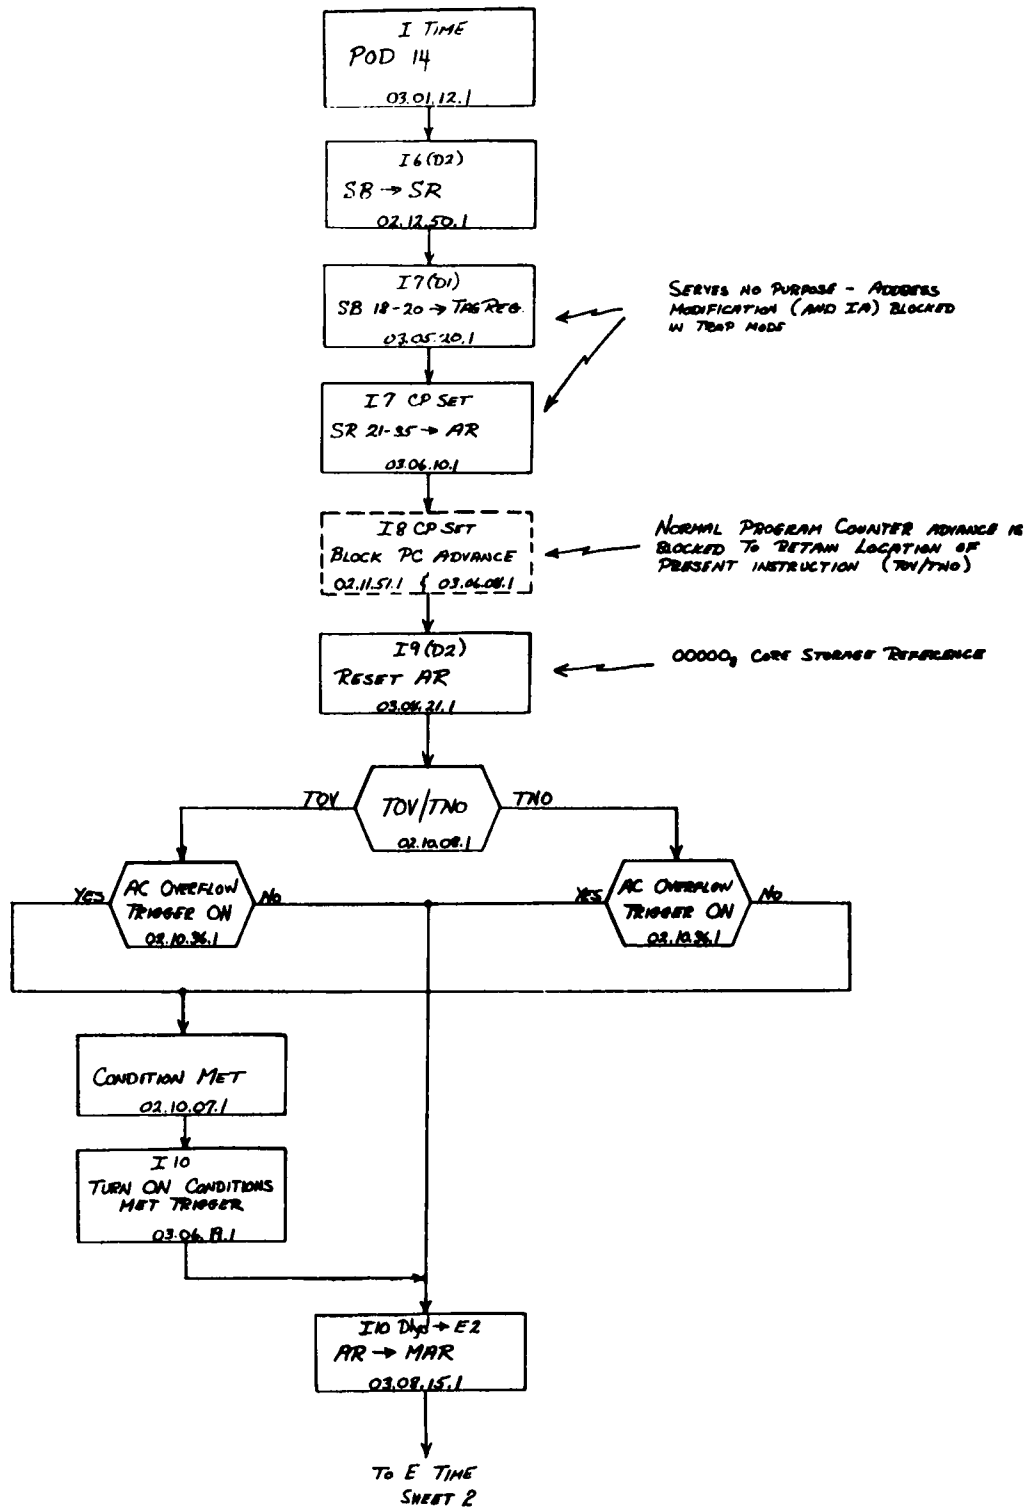 I TIME
POD 14
03.01.12.1
I6 (D2)
SB → SR
02.12.50.1
I7 (D1)
SB 18-20 → TAG REG.
03.05.20.1
SERVES NO PURPOSE - ADDRESS
MODIFICATION (AND IA) BLOCKED
IN TRAP MODE
I7 CP SET
SR 21-35 → AR
03.06.10.1
I8 CP SET
BLOCK PC ADVANCE
02.11.51.1 & 03.06.08.1
NORMAL PROGRAM COUNTER ADVANCE IS
BLOCKED TO RETAIN LOCATION OF
PRESENT INSTRUCTION (TOV/TNO)
I9 (D2)
RESET AR
03.06.21.1
00000₈ CORE STORAGE REFERENCE
TOV
TOV/TNO
TNO
02.10.08.1
YES
AC OVERFLOW
TRIGGER ON
02.10.36.1
NO
YES
AC OVERFLOW
TRIGGER ON
02.10.36.1
NO
CONDITION MET
02.10.07.1
I10
TURN ON CONDITIONS
MET TRIGGER
03.06.19.1
I10 Dlyd → E2
AR → MAR
03.08.15.1
TO E TIME
SHEET 2